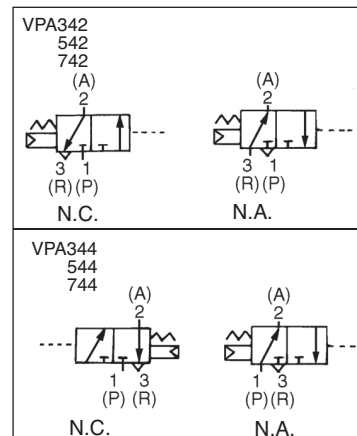 VPA342
542
742
(A) (A)
2 2
3 1 3 1
(R) (P) (R) (P)
N.C. N.A.
VPA344
544
744
(A) (A)
2 2
1 3 1 3
(P) (R) (P) (R)
N.C. N.A.